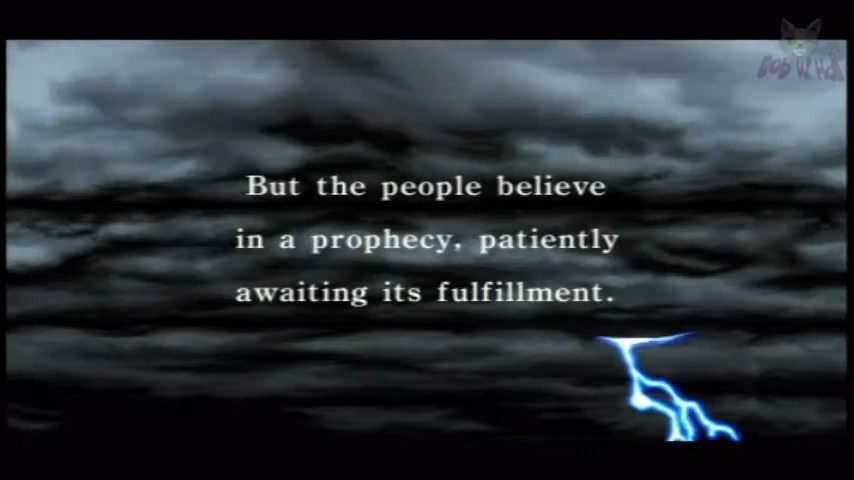 But the people believe
in a prophecy, patiently
awaiting its fulfillment.